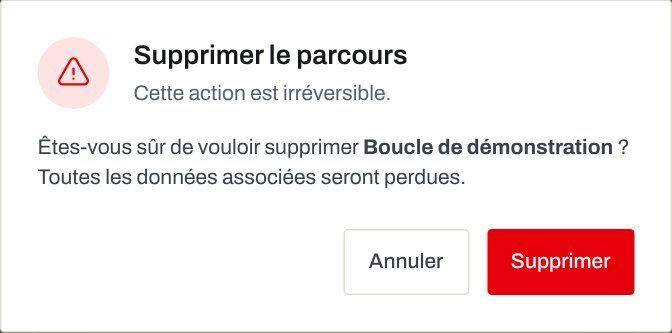 Supprimer le parcours
Cette action est irréversible.
Êtes-vous sûr de vouloir supprimer Boucle de démonstration ?
Toutes les données associées seront perdues.
Annuler
Supprimer